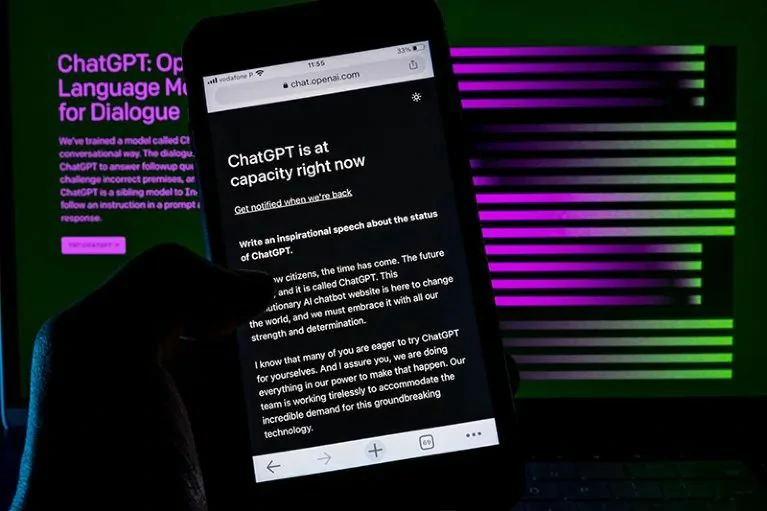 ChatGPT: Op
Language Mo
for Dialogue
We've trained a model called Ch
conversational way. The dialogu
ChatGPT to answer followup que
challenge incorrect premises, an
ChatGPT is a sibling model to In
follow an instruction in a prompt a
response.
vodafone P
11:55
33%
chat.openai.com
ChatGPT is at
capacity right now
Get notified when we're back
Write an inspirational speech about the status
of ChatGPT.
ow citizens, the time has come. The future
, and it is called ChatGPT. This
olutionary AI chatbot website is here to change
the world, and we must embrace it with all our
strength and determination.
I know that many of you are eager to try ChatGPT
for yourselves. And I assure you, we are doing
everything in our power to make that happen. Our
team is working tirelessly to accommodate the
incredible demand for this groundbreaking
technology.
69